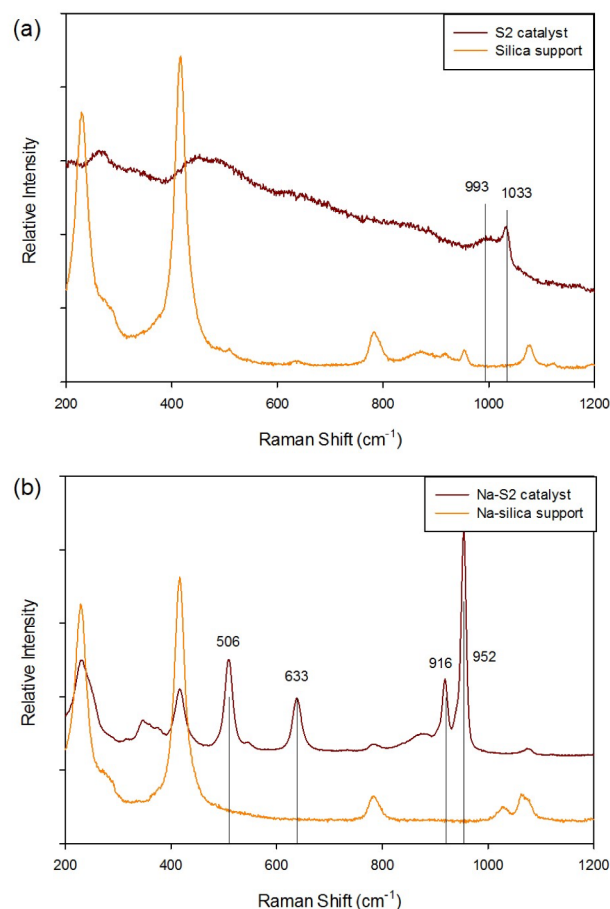 (a)
S2 catalyst
Silica support
993
1033
Relative Intensity
200 400 600 800 1000 1200
Raman Shift (cm⁻¹)
(b)
Na-S2 catalyst
Na-silica support
506
633
916
952
Relative Intensity
200 400 600 800 1000 1200
Raman Shift (cm⁻¹)